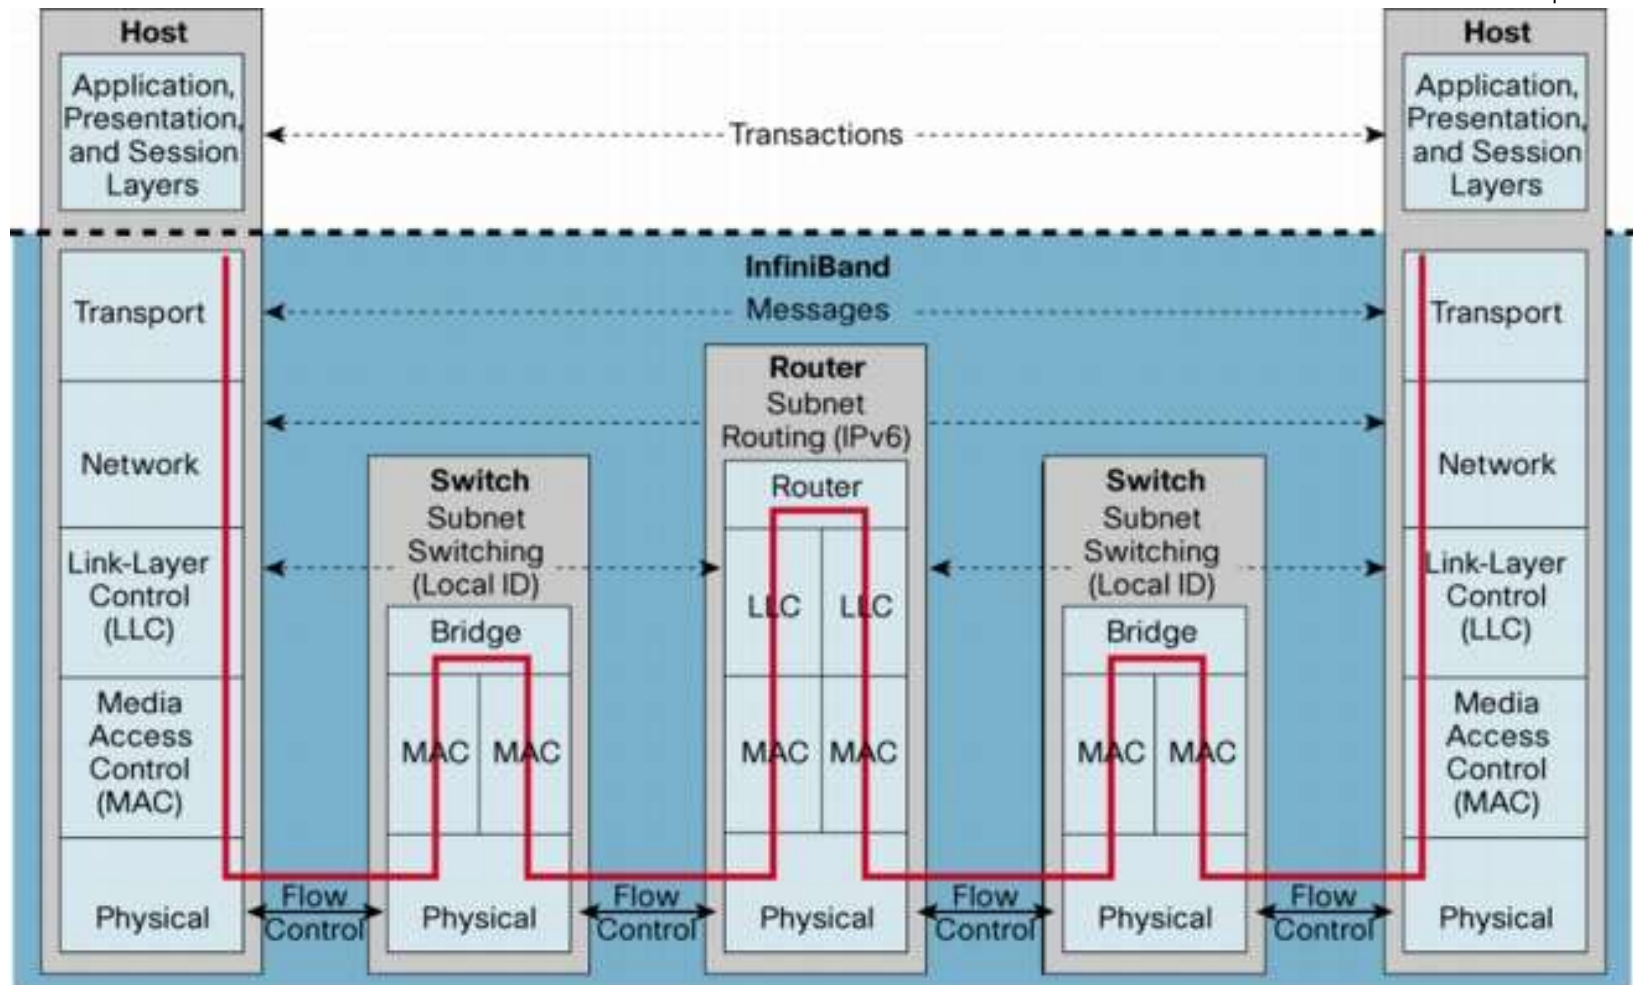 Host
Application,
Presentation,
and Session
Layers
Transactions
Host
Application,
Presentation,
and Session
Layers
InfiniBand
Messages
Transport
Network
Link-Layer
Control
(LLC)
Media
Access
Control
(MAC)
Physical
Flow
Control
Switch
Subnet
Switching
(Local ID)
Bridge
MAC MAC
Physical
Flow
Control
Router
Subnet
Routing (IPv6)
Router
LLC LLC
MAC MAC
Physical
Flow
Control
Switch
Subnet
Switching
(Local ID)
Bridge
MAC MAC
Physical
Flow
Control
Transport
Network
Link-Layer
Control
(LLC)
Media
Access
Control
(MAC)
Physical